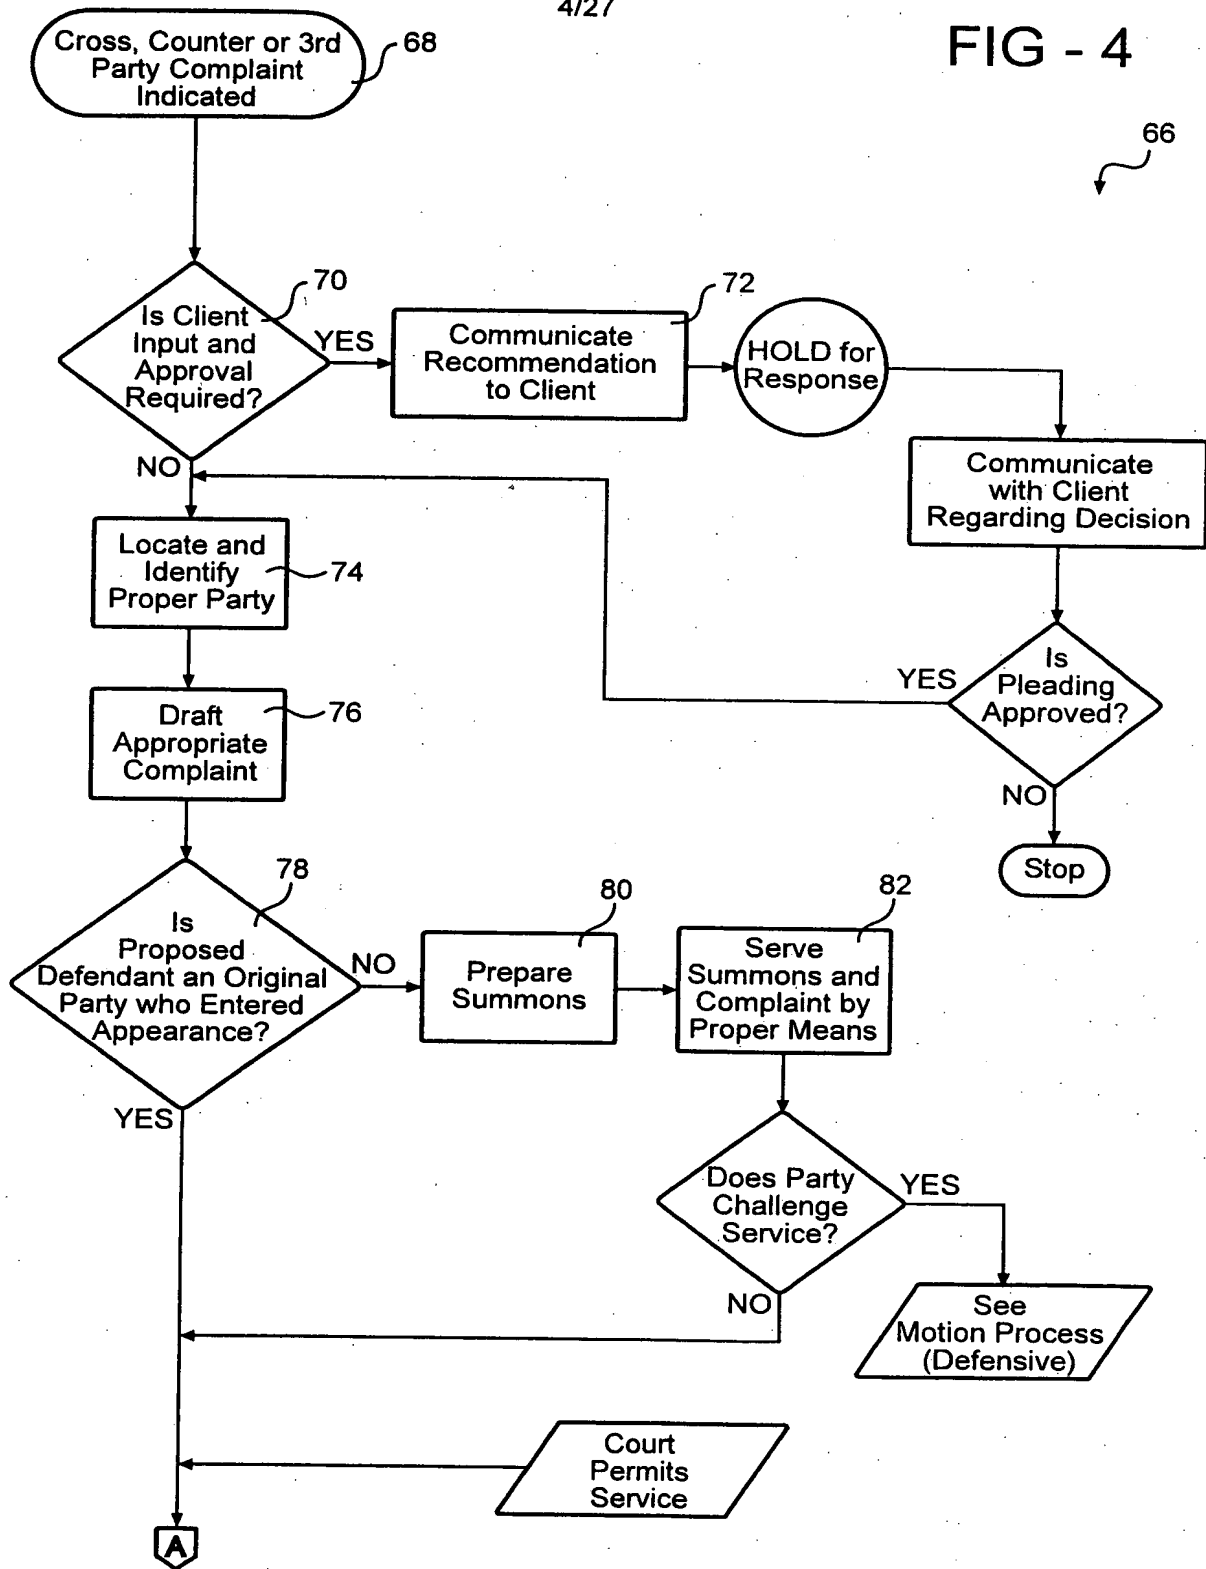 4/27
FIG - 4
66
Cross, Counter or 3rd
Party Complaint
Indicated
68
Is Client
Input and
Approval
Required?
70
YES
NO
Communicate
Recommendation
to Client
72
HOLD for
Response
Communicate
with Client
Regarding Decision
Is
Pleading
Approved?
YES
NO
Stop
Locate and
Identify
Proper Party
74
Draft
Appropriate
Complaint
76
Is
Proposed
Defendant an Original
Party who Entered
Appearance?
78
NO
YES
Prepare
Summons
80
Serve
Summons and
Complaint by
Proper Means
82
Does Party
Challenge
Service?
YES
NO
See
Motion Process
(Defensive)
Court
Permits
Service
A